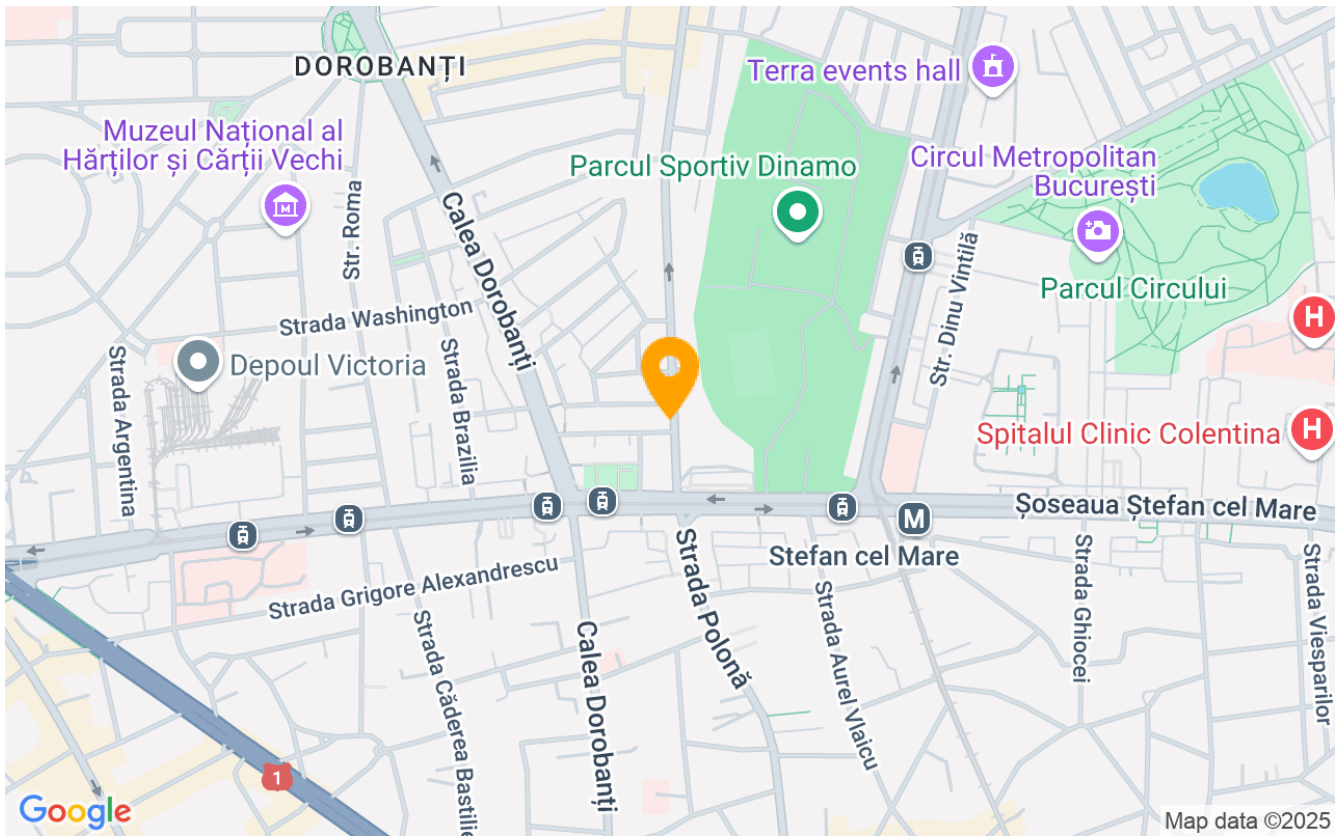 DOROBANȚI
Terra events hall
Muzeul Național al
Hărților și Cărții Vechi
Parcul Sportiv Dinamo
Circul Metropolitan
București
Str. Roma
Calea Dorobanți
Str. Dinu Vintilă
Parcul Circului
H
Strada Washington
Depoul Victoria
Strada Argentina
Strada Brazilia
Spitalul Clinic Colentina
H
Șoseaua Ștefan cel Mare
M
Stefan cel Mare
Strada Grigore Alexandrescu
Strada Polonă
Strada Ghiocei
Strada Viesparilor
Strada Aurel Vlaicu
Strada Căderea Bastiliei
Calea Dorobanți
1
Google
Map data ©2025